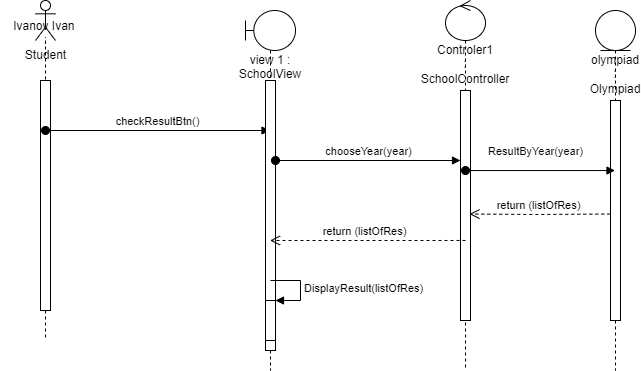 Ivanov Ivan
Student
view 1 :
SchoolView
Controler1
SchoolController
olympiad
Olympiad
checkResultBtn()
chooseYear(year)
ResultByYear(year)
return (listOfRes)
return (listOfRes)
DisplayResult(listOfRes)